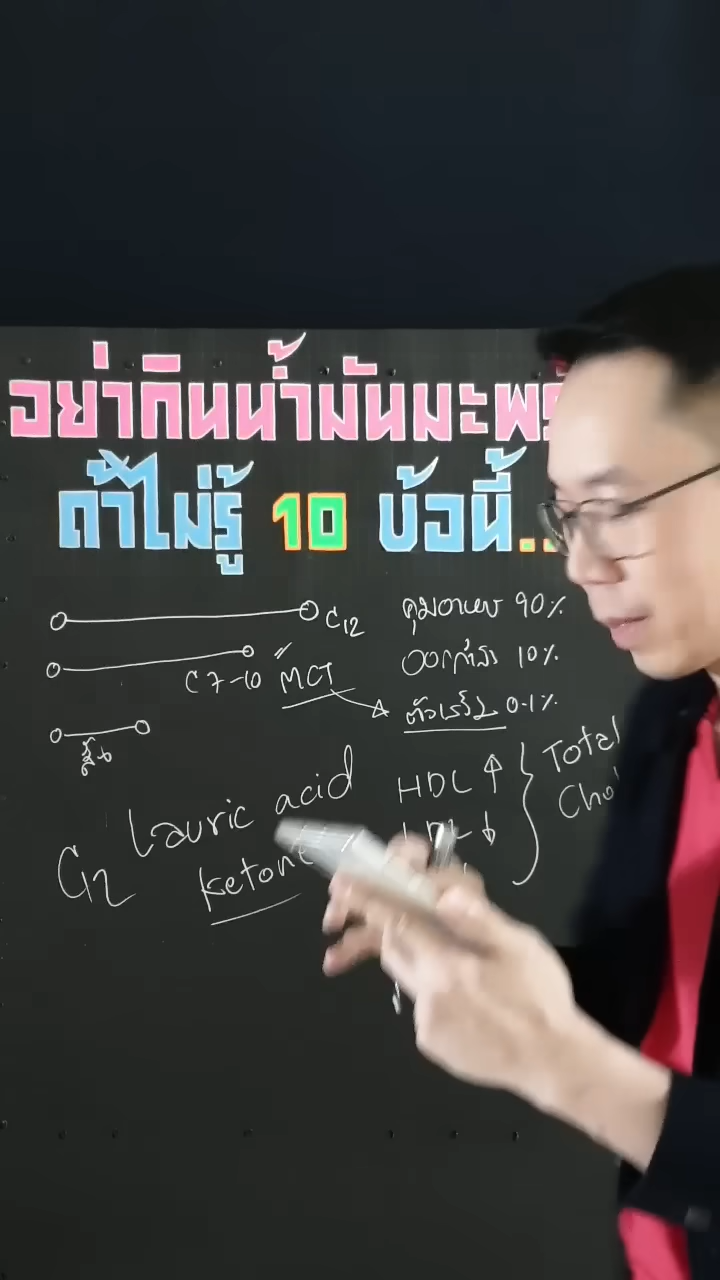 อย่ากินน้ำมันมะพร้
ถ้าไม่รู้ 10 ข้อนี้..
C12
C7-10 MCT
สั้น
C12 Lauric acid
Ketone
คุมอาหาร 90%
ออกกำลัง 10%
ตัวเร่ง 0.1%
HDL ↑
LDL ↓
Total
Chol